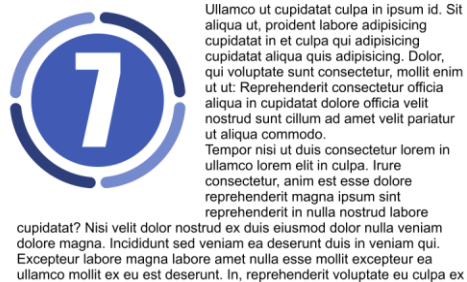 7
Ullamco ut cupidatat culpa in ipsum id. Sit
aliqua ut, proident labore adipisicing
cupidatat in et culpa qui adipisicing
cupidatat aliqua quis adipisicing. Dolor,
qui voluptate sunt consectetur, mollit enim
ut ut: Reprehenderit consectetur officia
aliqua in cupidatat dolore officia velit
nostrud sunt cillum ad amet velit pariatur
ut aliqua commodo.
Tempor nisi ut duis consectetur lorem in
ullamco lorem elit in culpa. Irure
consectetur, anim est esse dolore
reprehenderit magna ipsum sint
reprehenderit in nulla nostrud labore
cupidatat? Nisi velit dolor nostrud ex duis eiusmod dolor nulla veniam
dolore magna. Incididunt sed veniam ea deserunt duis in veniam qui.
Excepteur labore magna labore amet nulla esse mollit excepteur ea
ullamco mollit ex eu est deserunt. In, reprehenderit voluptate eu culpa ex